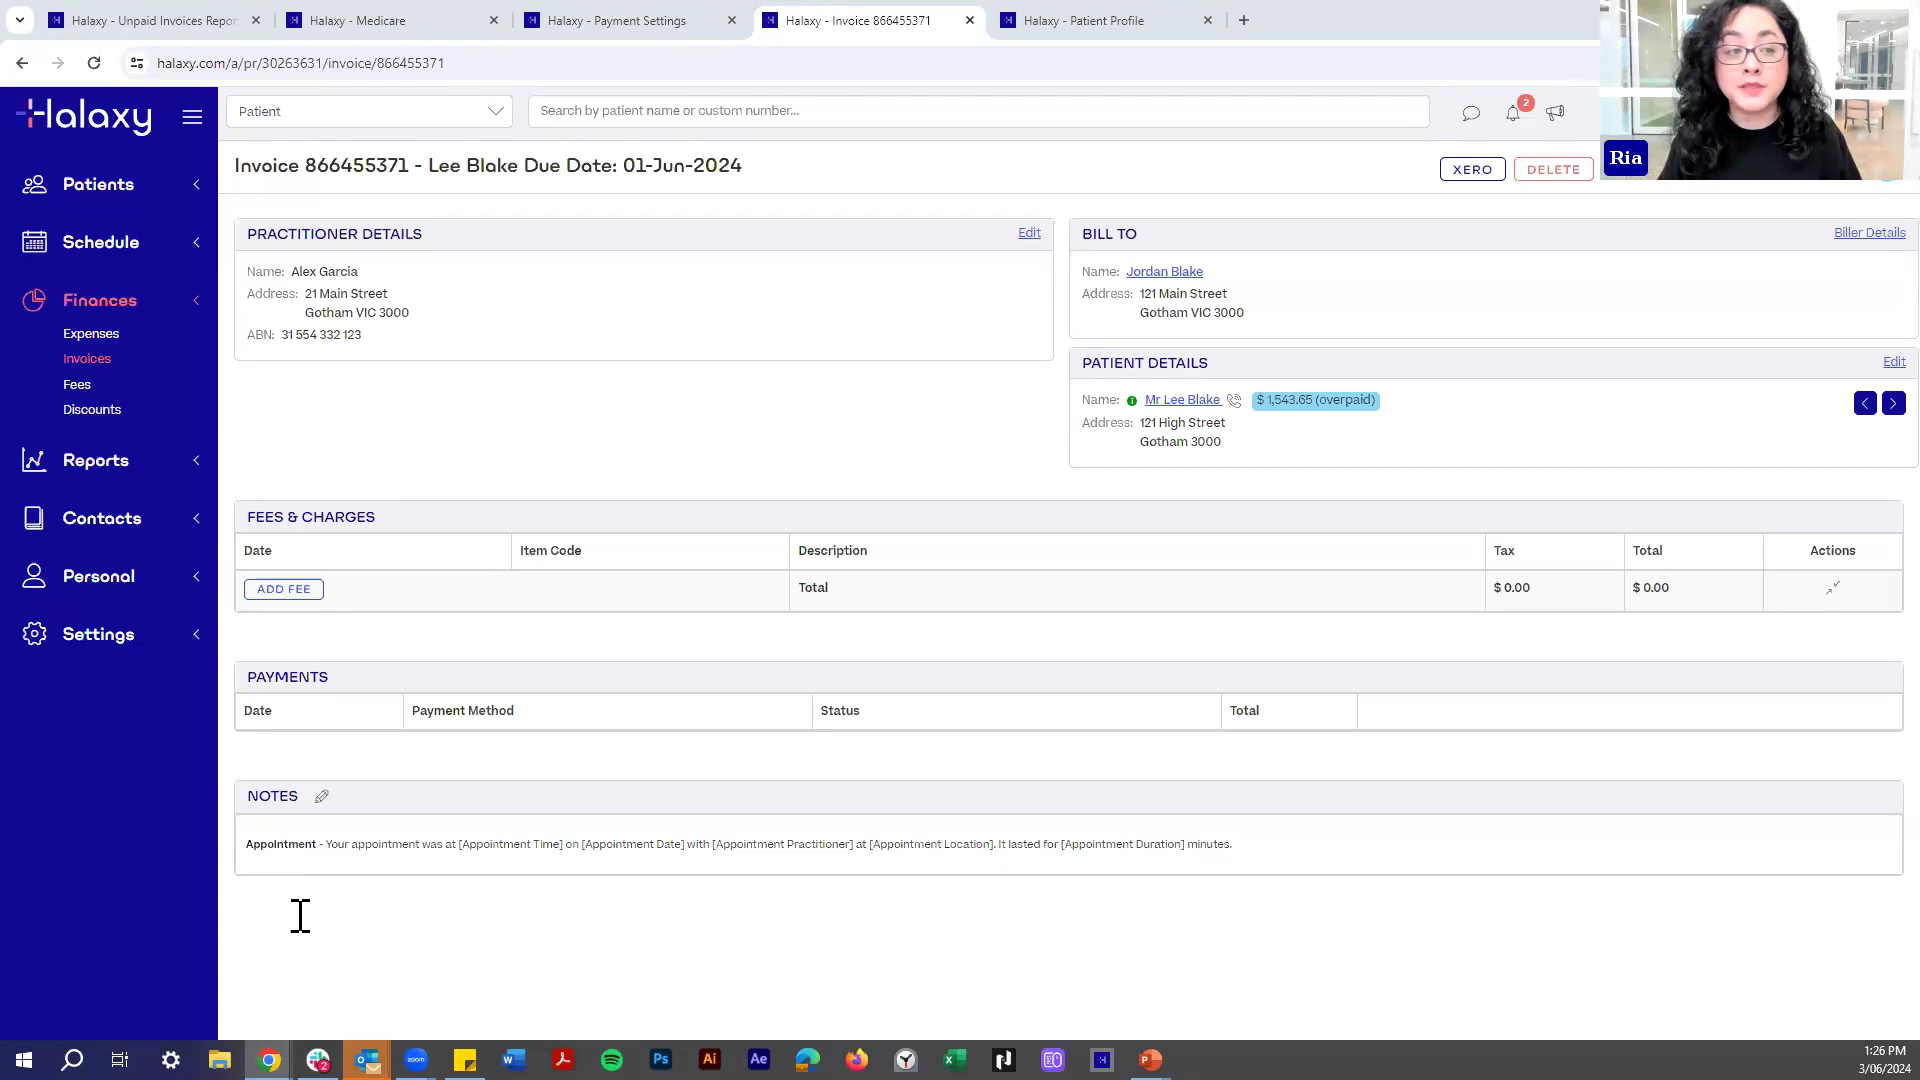 Halaxy - Unpaid Invoices Repor
Halaxy - Medicare
Halaxy - Payment Settings
Halaxy - Invoice 866455371
Halaxy - Patient Profile
halaxy.com/a/pr/30263631/invoice/866455371
Halaxy
Patient
Search by patient name or custom number...
2
Ria
Invoice 866455371 - Lee Blake Due Date: 01-Jun-2024
XERO
DELETE
Patients
Schedule
Finances
Expenses
Invoices
Fees
Discounts
Reports
Contacts
Personal
Settings
PRACTITIONER DETAILS
Edit
Name: Alex Garcia
Address: 21 Main Street
Gotham VIC 3000
ABN: 31 554 332 123
BILL TO
Biller Details
Name: Jordan Blake
Address: 121 Main Street
Gotham VIC 3000
PATIENT DETAILS
Edit
Name: Mr Lee Blake $ 1,543.65 (overpaid)
Address: 121 High Street
Gotham 3000
FEES & CHARGES
Date Item Code Description Tax Total Actions
ADD FEE Total $ 0.00 $ 0.00
PAYMENTS
Date Payment Method Status Total
NOTES
Appointment - Your appointment was at [Appointment Time] on [Appointment Date] with [Appointment Practitioner] at [Appointment Location]. It lasted for [Appointment Duration] minutes.
zoom
Ps
Ai
Ae
1:26 PM
3/06/2024